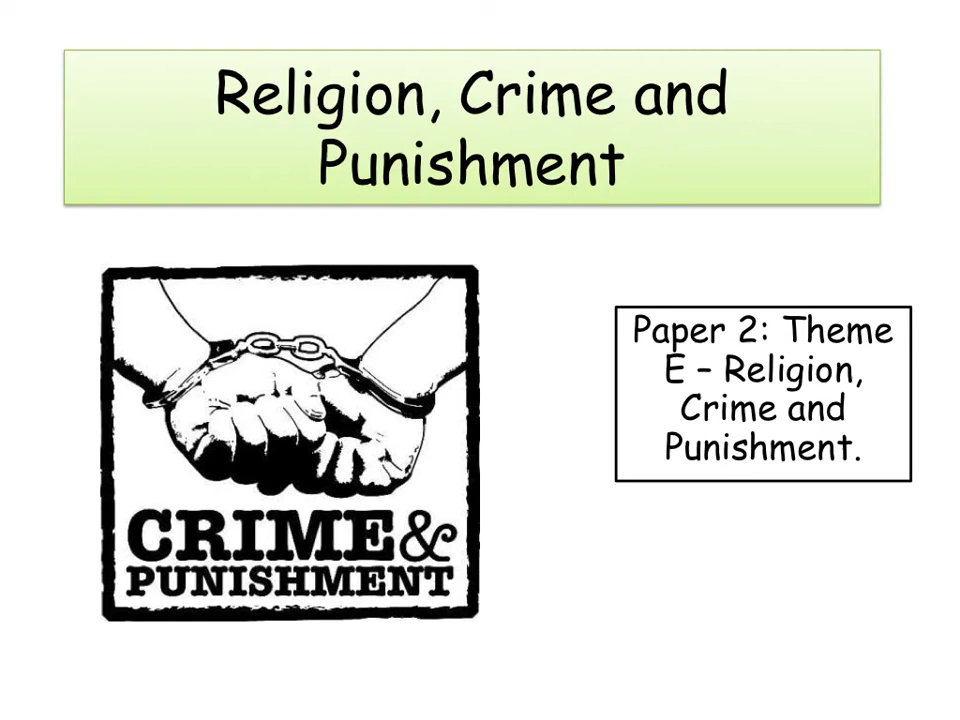 Religion, Crime and
Punishment
Paper 2: Theme
E – Religion,
Crime and
Punishment.
CRIME&
PUNISHMENT